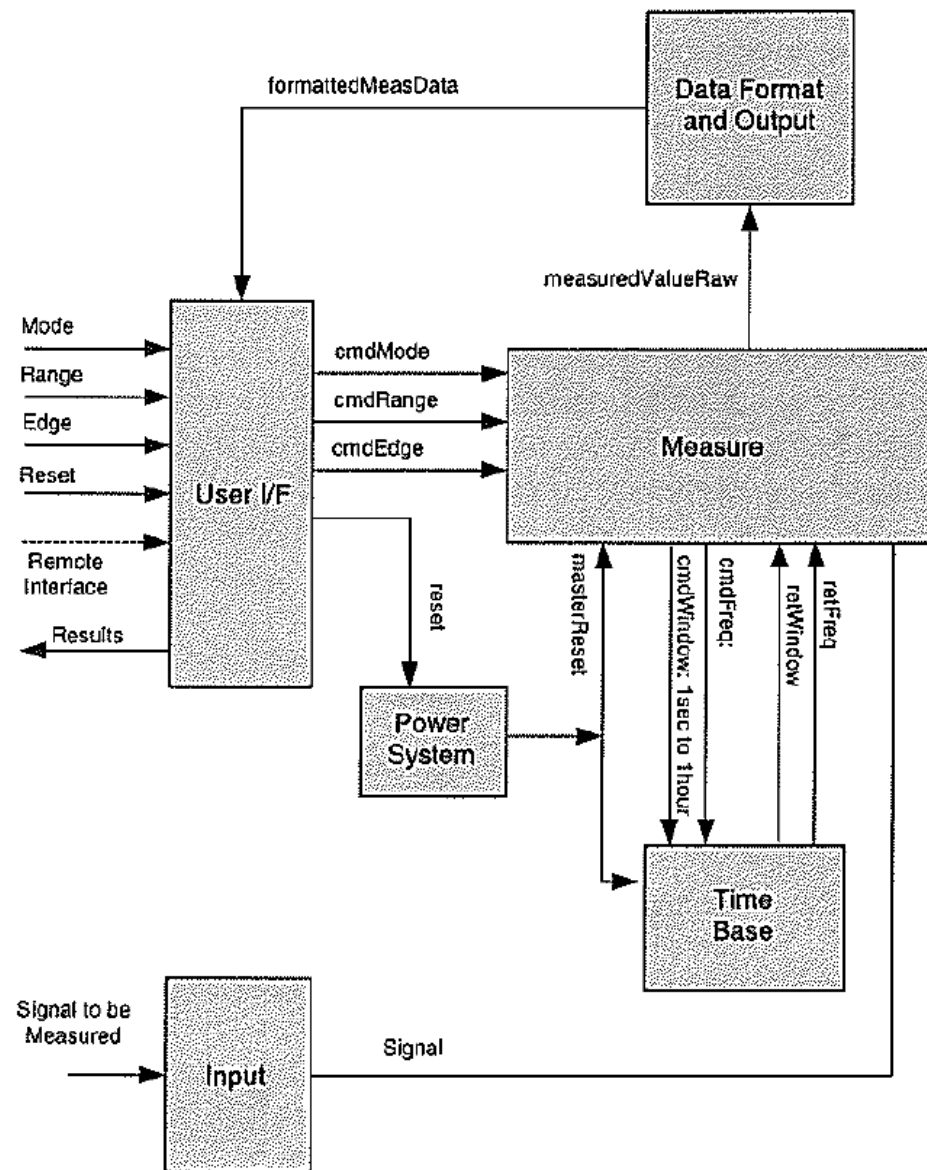 formattedMeasData
Data Format
and Output
measuredValueRaw
Mode
Range
Edge
Reset
Remote
Interface
Results
User I/F
cmdMode
cmdRange
cmdEdge
Measure
reset
Power
System
masterReset
cmdWindow: 1sec to 1hour
cmdFreq:
retWindow
retFreq
Time
Base
Signal to be
Measured
Input
Signal